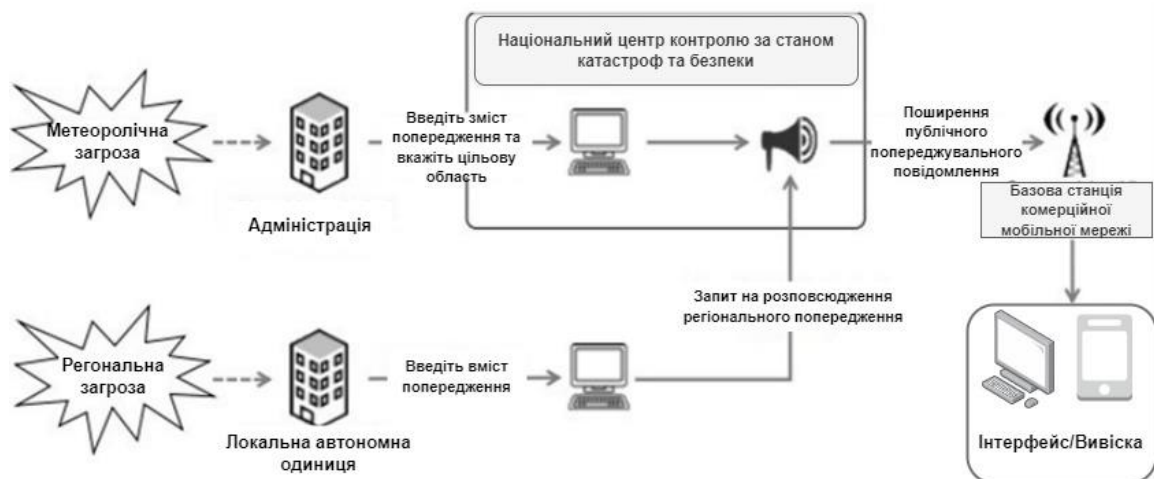 Національний центр контролю за станом
катастроф та безпеки
Метеоролічна
загроза
Введіть зміст
попередження та
вкажіть цільову
область
Адміністрація
Поширення
публічного
попереджувального
повідомлення
Базова станція
комерційної
мобільної мережі
Запит на розповсюдження
регіонального попередження
Регональна
загроза
Введіть вміст
попередження
Локальна автономна
одиниця
Інтерфейс/Вивіска